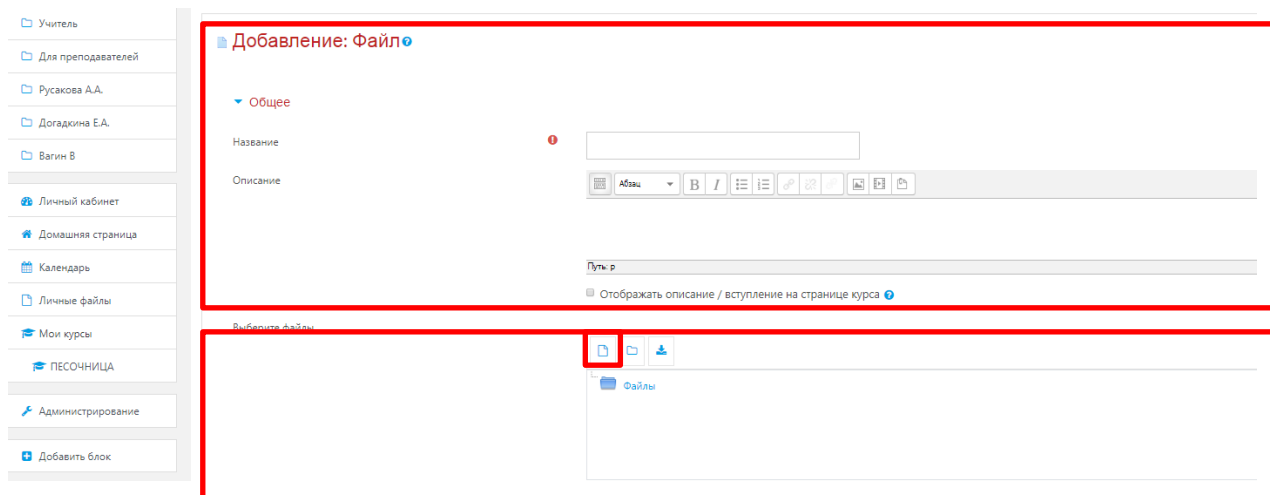 Учитель
Для преподавателей
Русакова А.А.
Догадкина Е.А.
Вагин В
Личный кабинет
Домашняя страница
Календарь
Личные файлы
Мои курсы
ПЕСОЧНИЦА
Администрирование
Добавить блок
Добавление: Файл
Общее
Название
Описание
Абзац
B I
Путь: p
Отображать описание / вступление на странице курса
Выберите файлы
Файлы